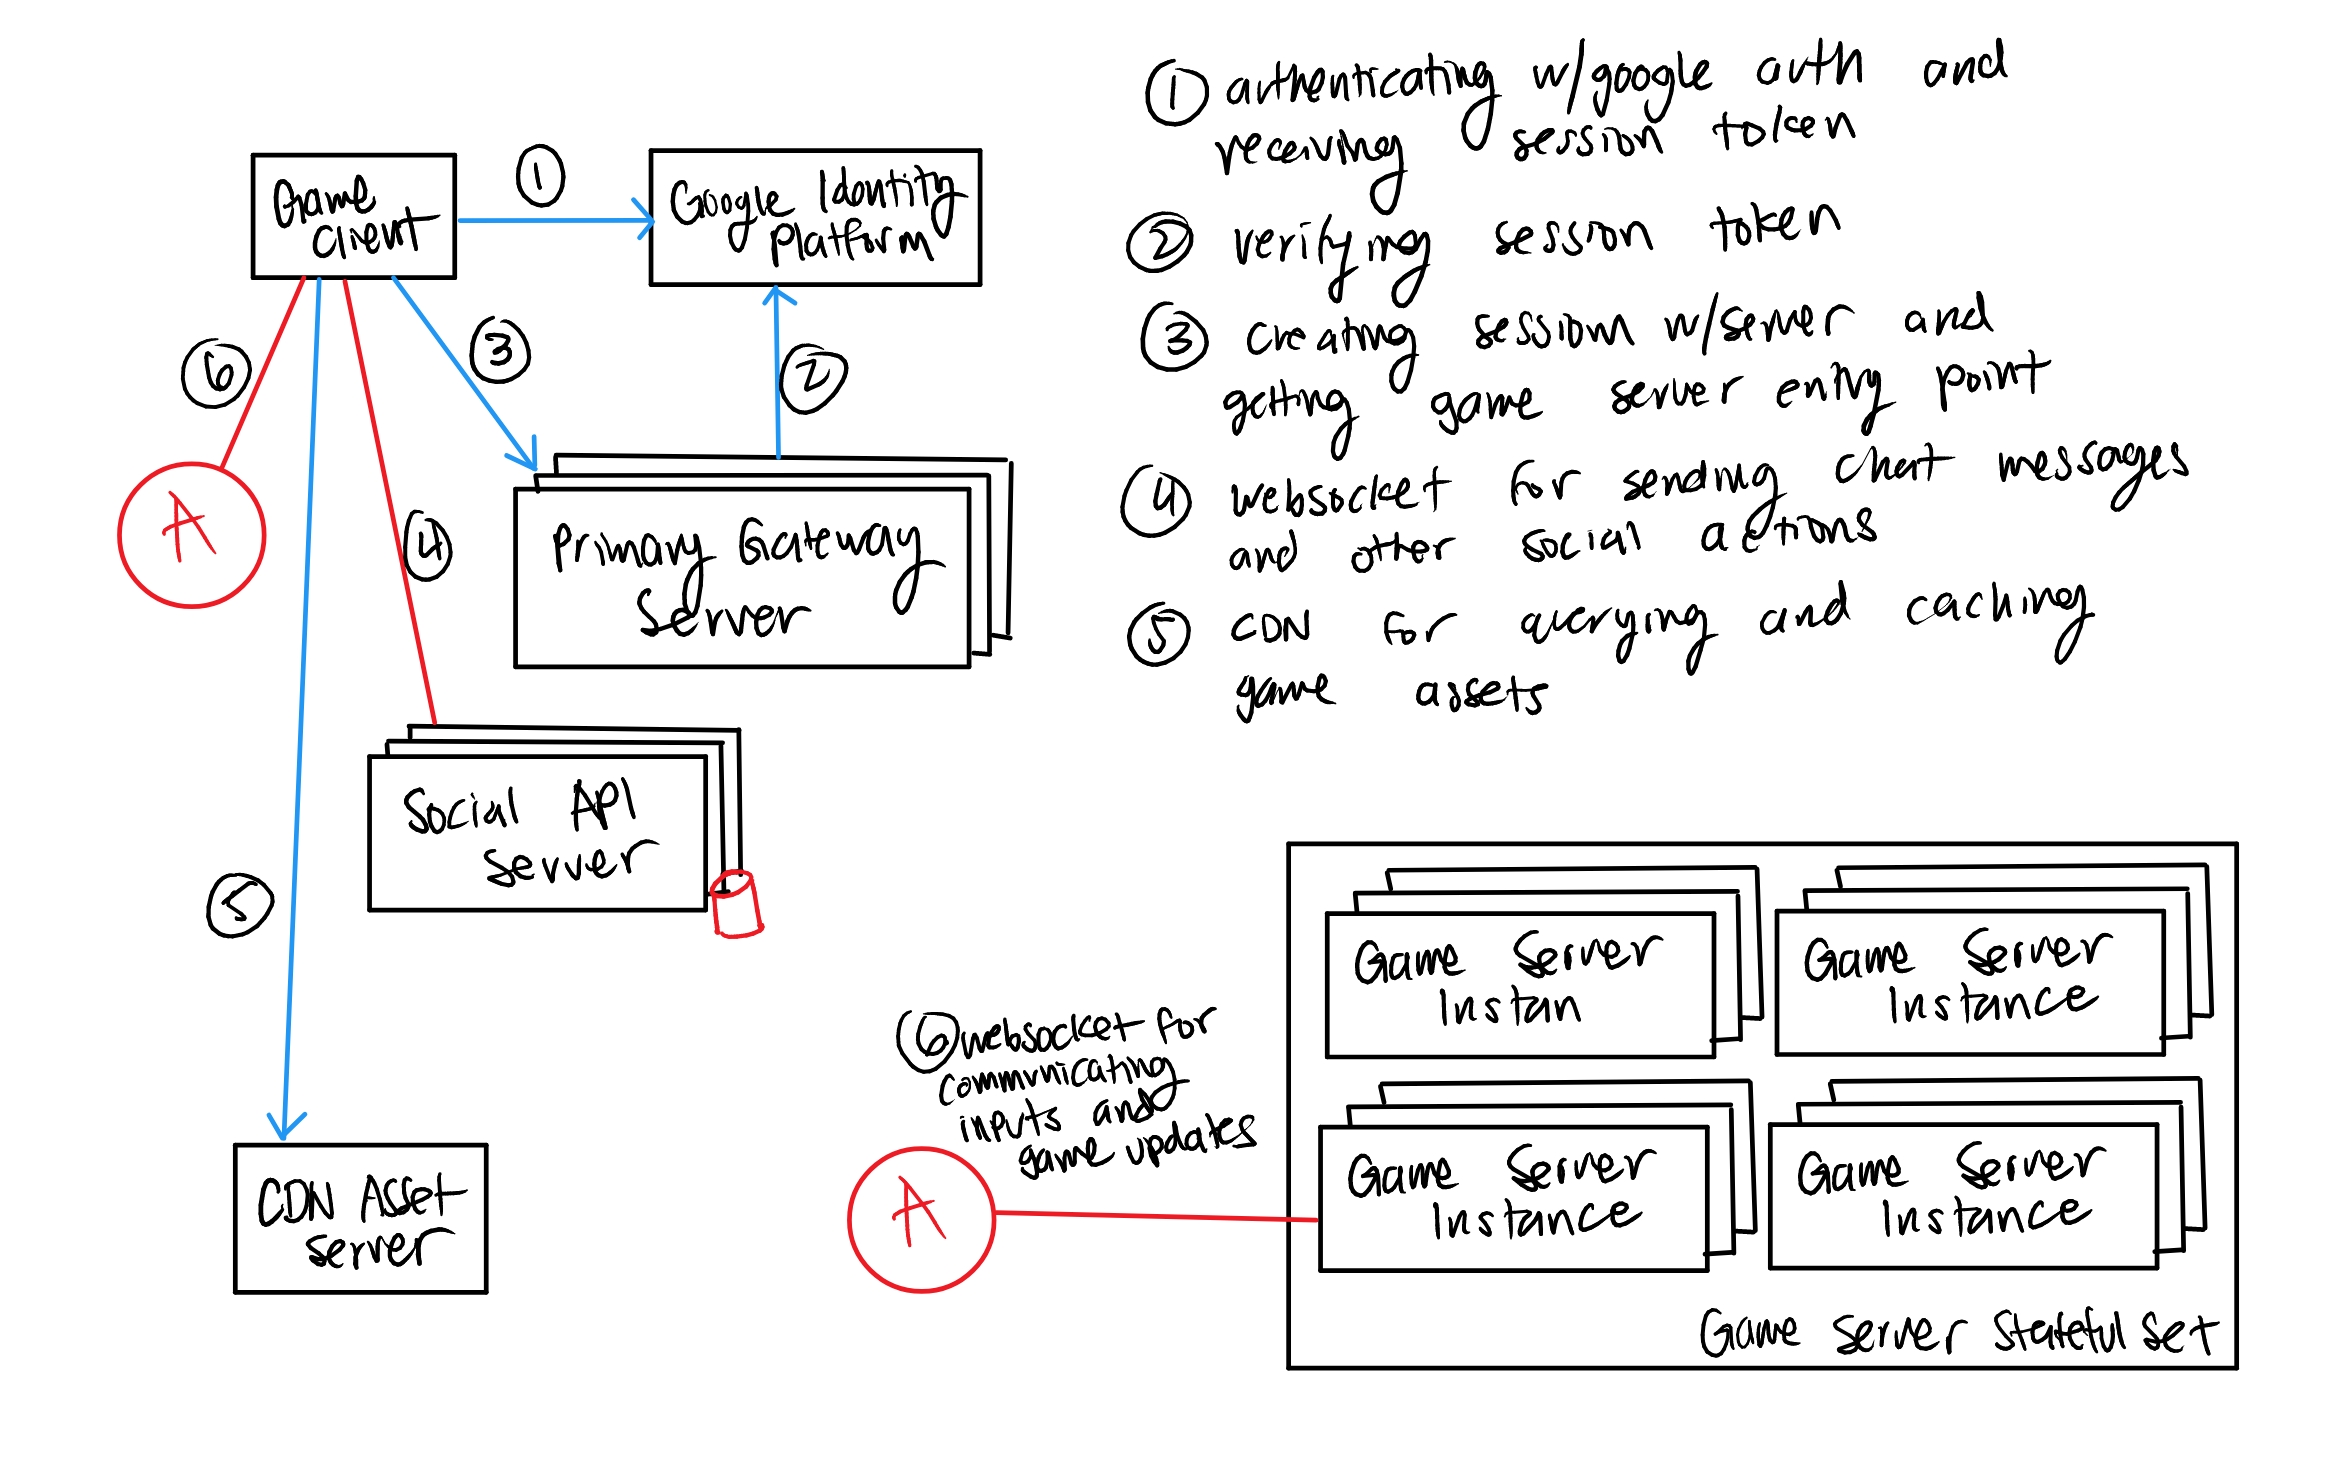 Game
Client
①
Google Identity
Platform
⑥
③
②
A
④
Primary Gateway
Server
Social API
Server
⑤
CDN Asset
Server
① authenticating w/google auth and
receiving session token
② verifying session token
③ creating session w/server and
getting game server entry point
④ websocket for sending chat messages
and other social actions
⑤ CDN for querying and caching
game assets
⑥ websocket for
communicating
inputs and
game updates
A
Game Server
Instan
Game Server
Instance
Game Server
Instance
Game Server
Instance
Game Server Stateful Set